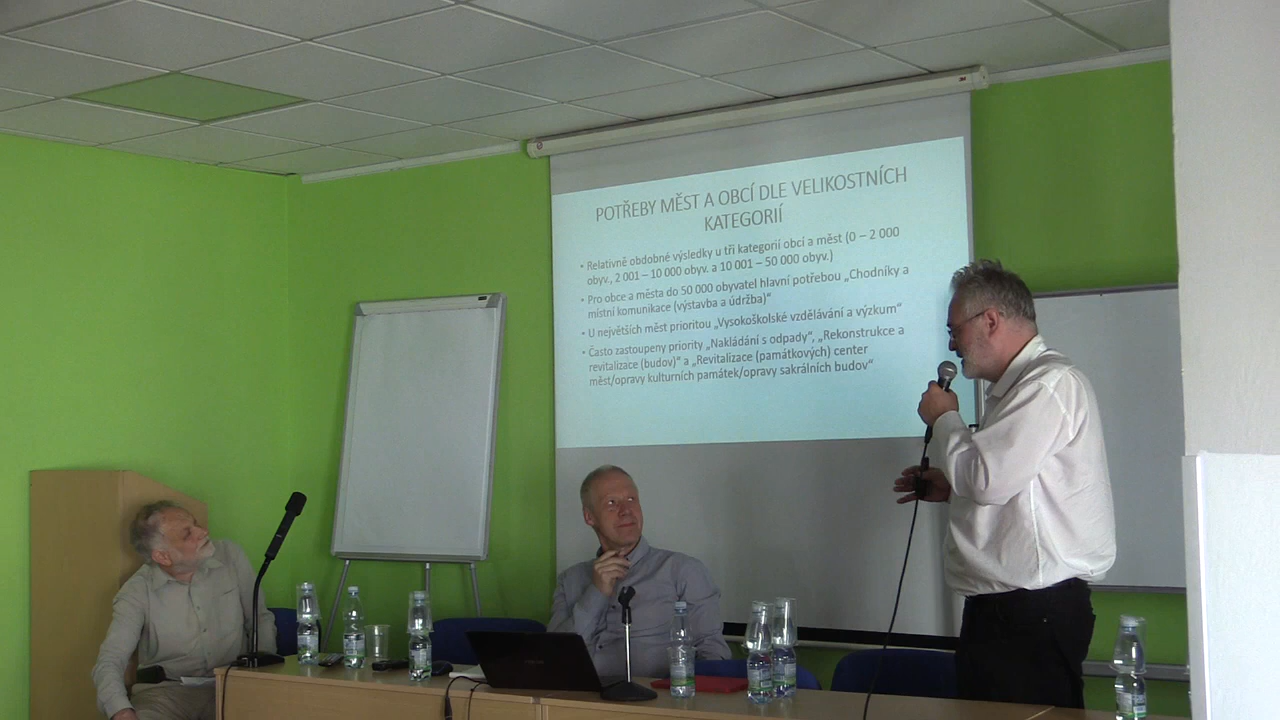 POTŘEBY MĚST A OBCÍ DLE VELIKOSTNÍCH
KATEGORIÍ
• Relativně obdobné výsledky u tří kategorií obcí a měst (0 – 2 000
obyv., 2 001 – 10 000 obyv. a 10 001 – 50 000 obyv.)
• Pro obce a města do 50 000 obyvatel hlavní potřebou „Chodníky a
místní komunikace (výstavba a údržba)“
• U největších měst prioritou „Vysokoškolské vzdělávání a výzkum“
• Často zastoupeny priority „Nakládání s odpady“, „Rekonstrukce a
revitalizace (budov)“ a „Revitalizace (památkových) center
měst/opravy kulturních památek/opravy sakrálních budov“